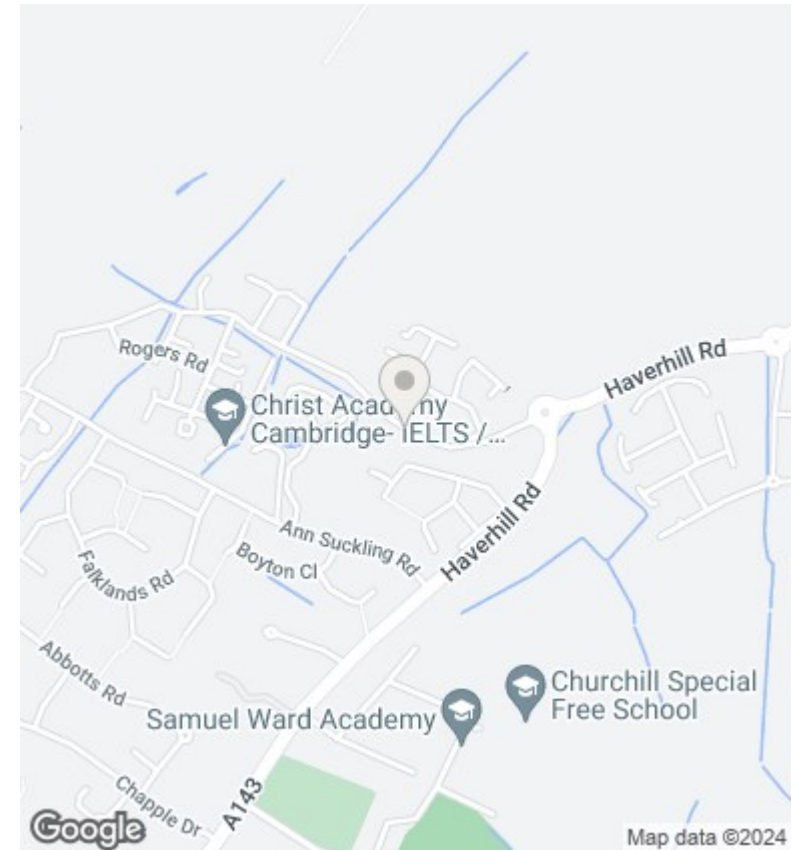 Haverhill Rd
Rogers Rd
Christ Academy
Cambridge- IELTS /...
Haverhill Rd
Ann Suckling Rd
Boyton Cl
Falklands Rd
Abbotts Rd
Churchill Special
Free School
Samuel Ward Academy
Chapple Dr
A143
Google
Map data ©2024